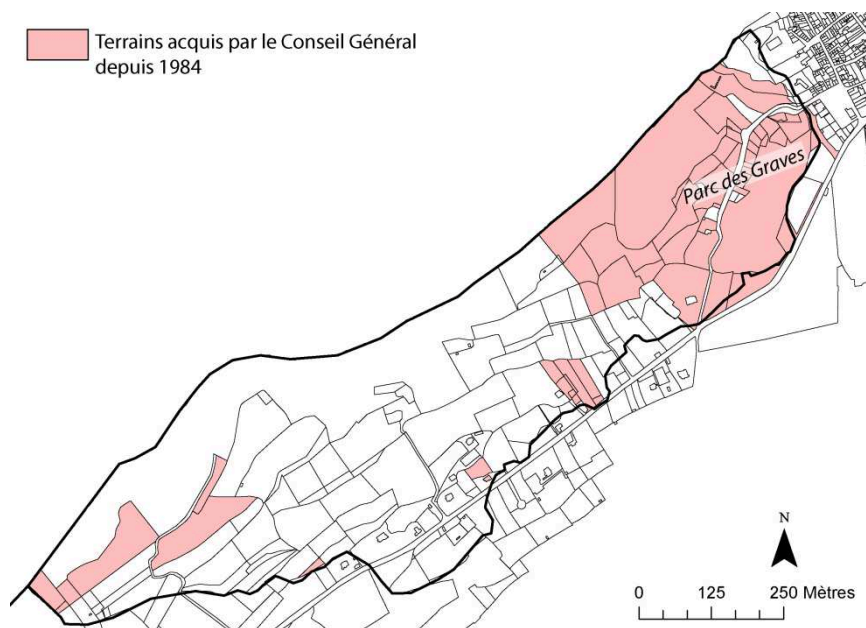 Terrains acquis par le Conseil Général
depuis 1984
Parc des Graves
N
0 125 250 Mètres